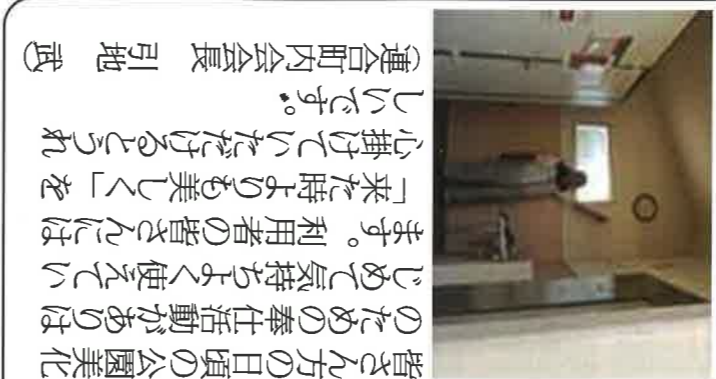 皆さん方の日頃の公園美化
のための奉仕活動がありは
じめて気持ちよく使えてい
ます。利用者の皆さんには
「来た時よりも美しく」を
心掛けていただけるとうれ
しいです。
(連合町内会会長 引地 武)